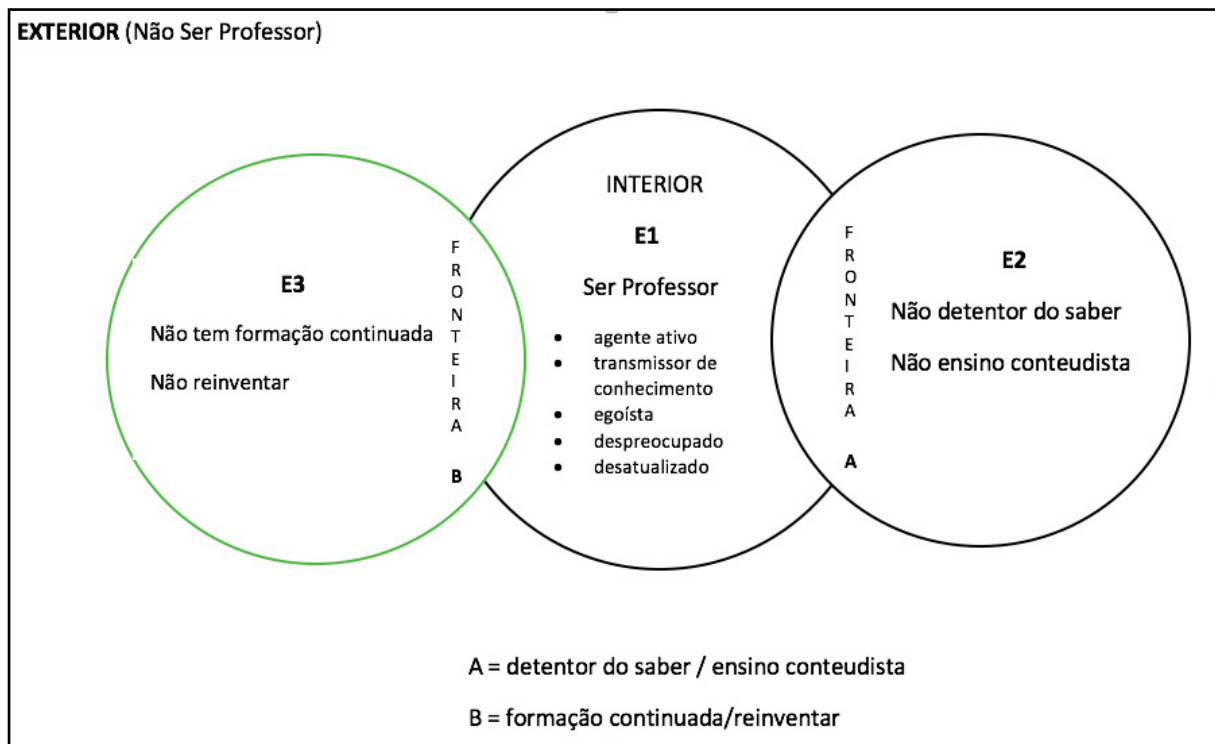 EXTERIOR (Não Ser Professor)
E3
Não tem formação continuada
Não reinventar
FRONTEIRA
B
INTERIOR
E1
Ser Professor
• agente ativo
• transmissor de
conhecimento
• egoísta
• despreocupado
• desatualizado
FRONTEIRA
A
E2
Não detentor do saber
Não ensino conteudista
A = detentor do saber / ensino conteudista
B = formação continuada/reinventar